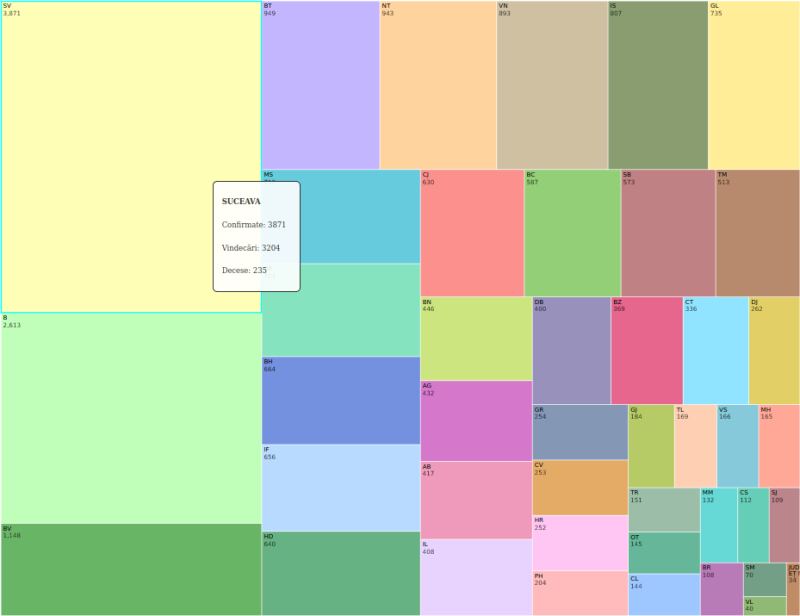 SV
3,871
BT
949
NT
943
VN
893
IS
807
GL
735
MS
CJ
630
BC
587
SB
573
TM
513
SUCEAVA
Confirmate: 3871
Vindecări: 3204
Decese: 235
B
2,613
BN
446
DB
400
BZ
369
CT
336
DJ
262
BH
664
AG
432
GR
254
GJ
184
TL
169
VS
166
MH
165
IF
656
AB
417
CV
253
TR
151
MM
132
CS
112
SJ
109
BV
1,148
HD
640
IL
408
HR
252
OT
145
PH
204
CL
144
BR
108
SM
70
JUD
34
VL
40